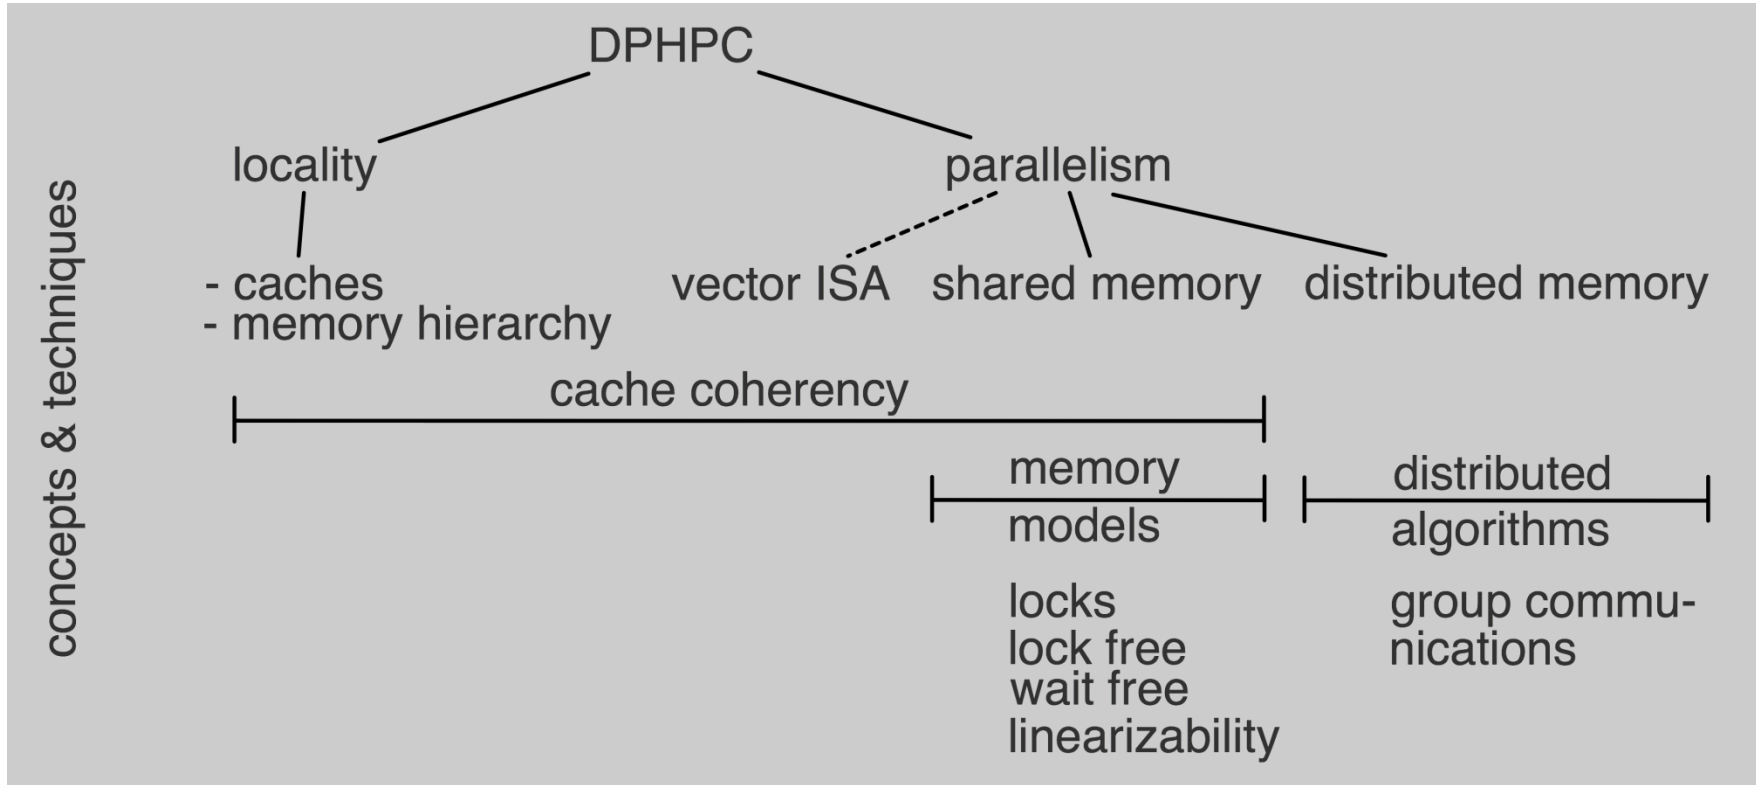 DPHPC
locality
parallelism
- caches
- memory hierarchy
vector ISA
shared memory
distributed memory
cache coherency
memory
models
distributed
algorithms
locks
lock free
wait free
linearizability
group commu-
nications
concepts & techniques